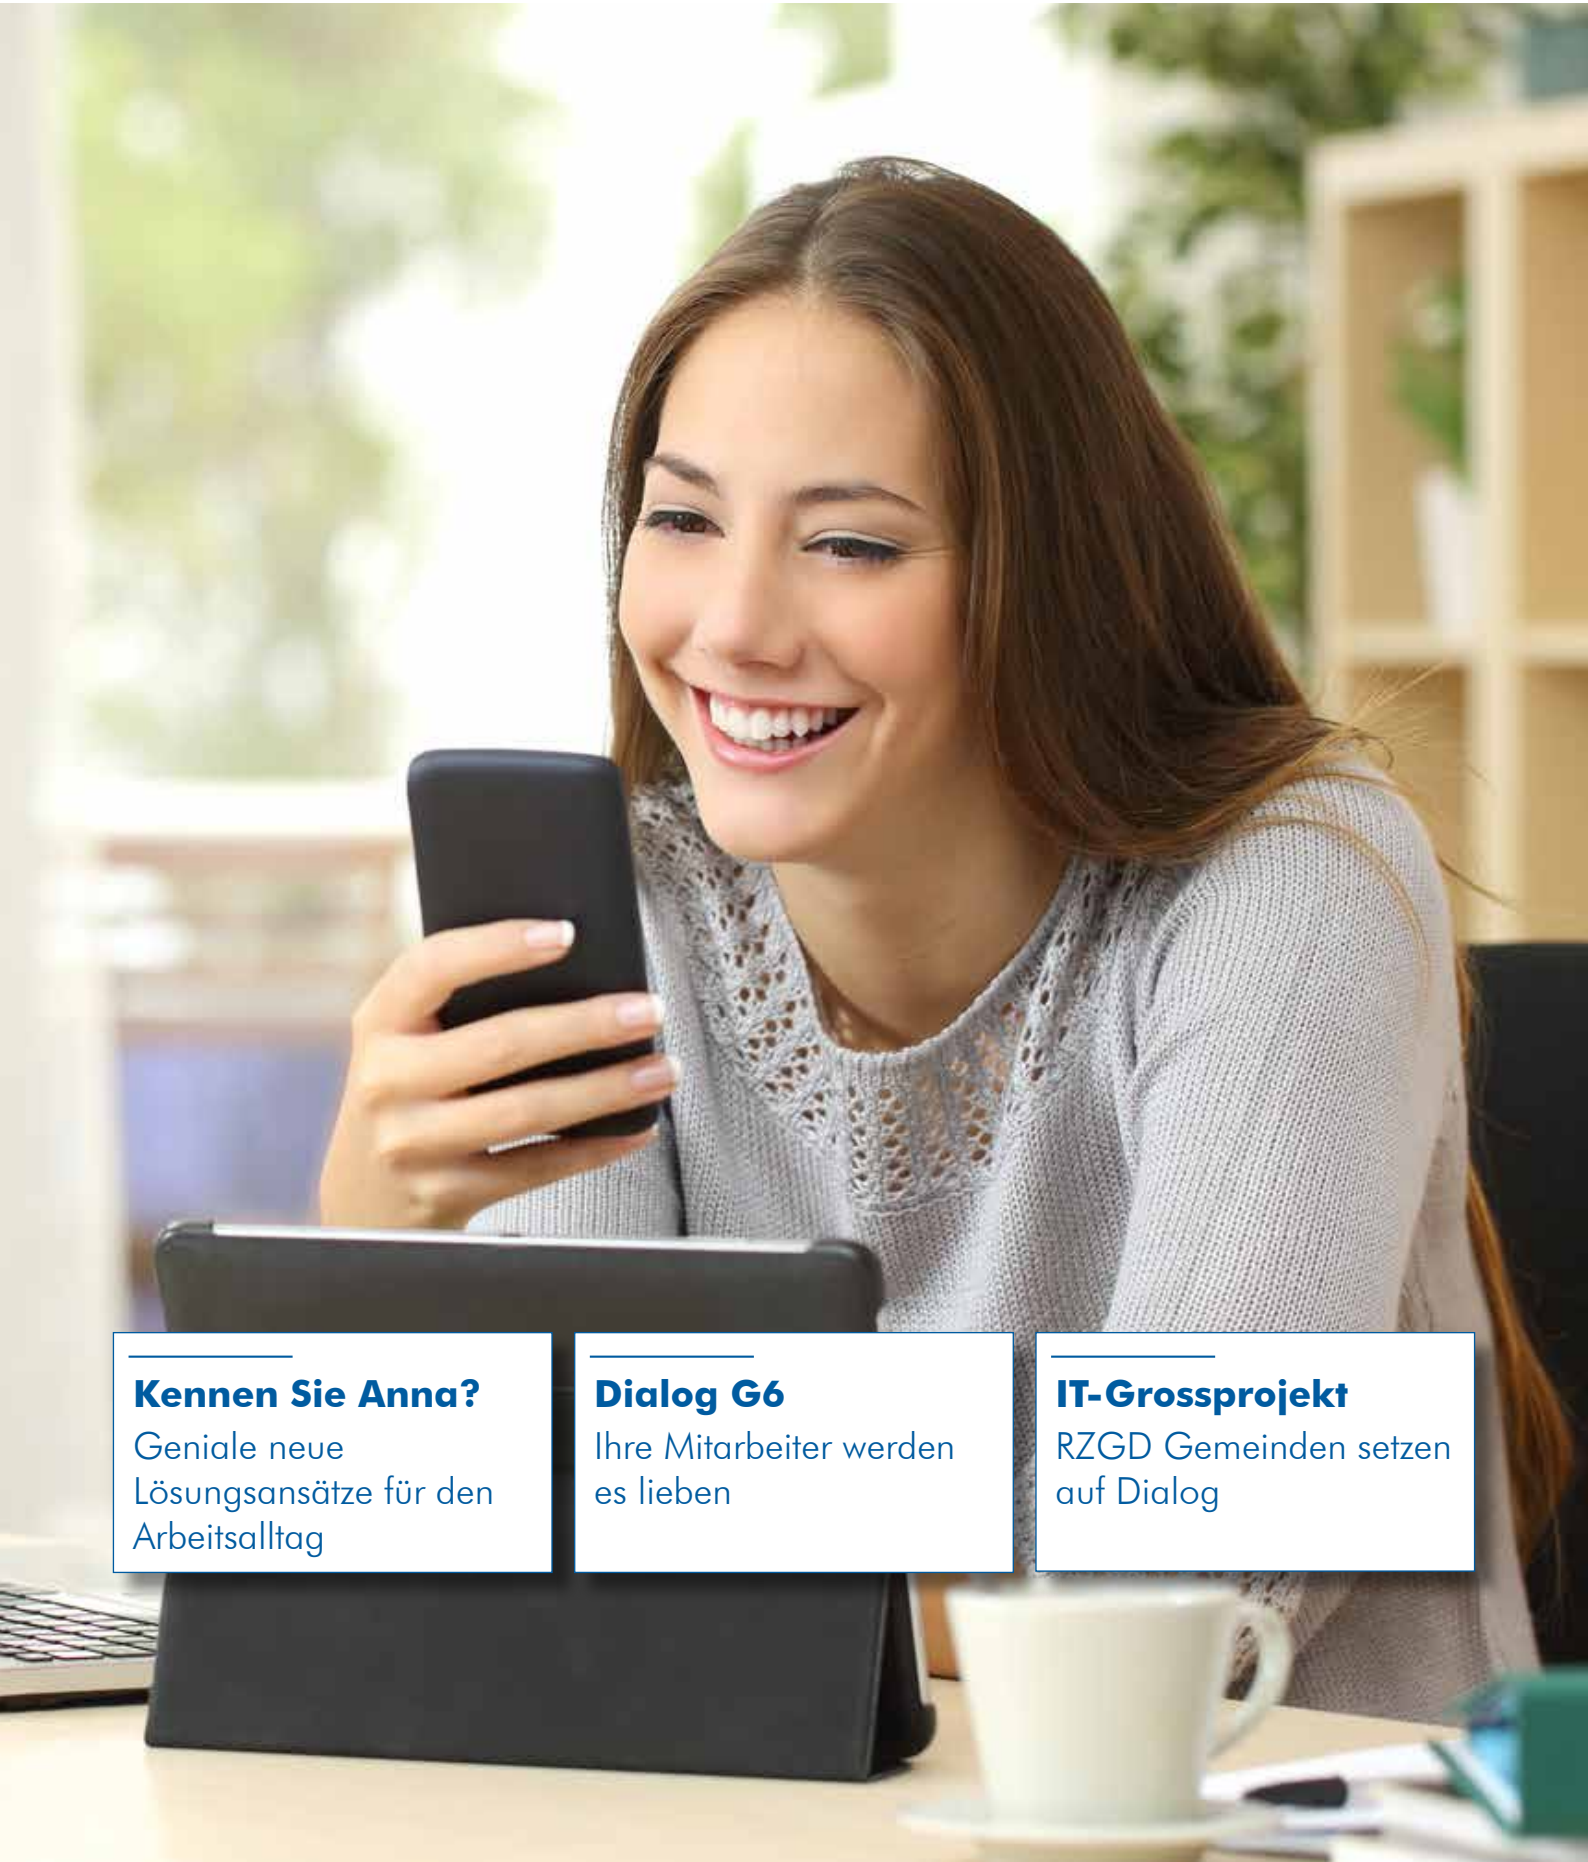 Kennen Sie Anna?
Geniale neue
Lösungsansätze für den
Arbeitsalltag
Dialog G6
Ihre Mitarbeiter werden
es lieben
IT-Grossprojekt
RZGD Gemeinden setzen
auf Dialog